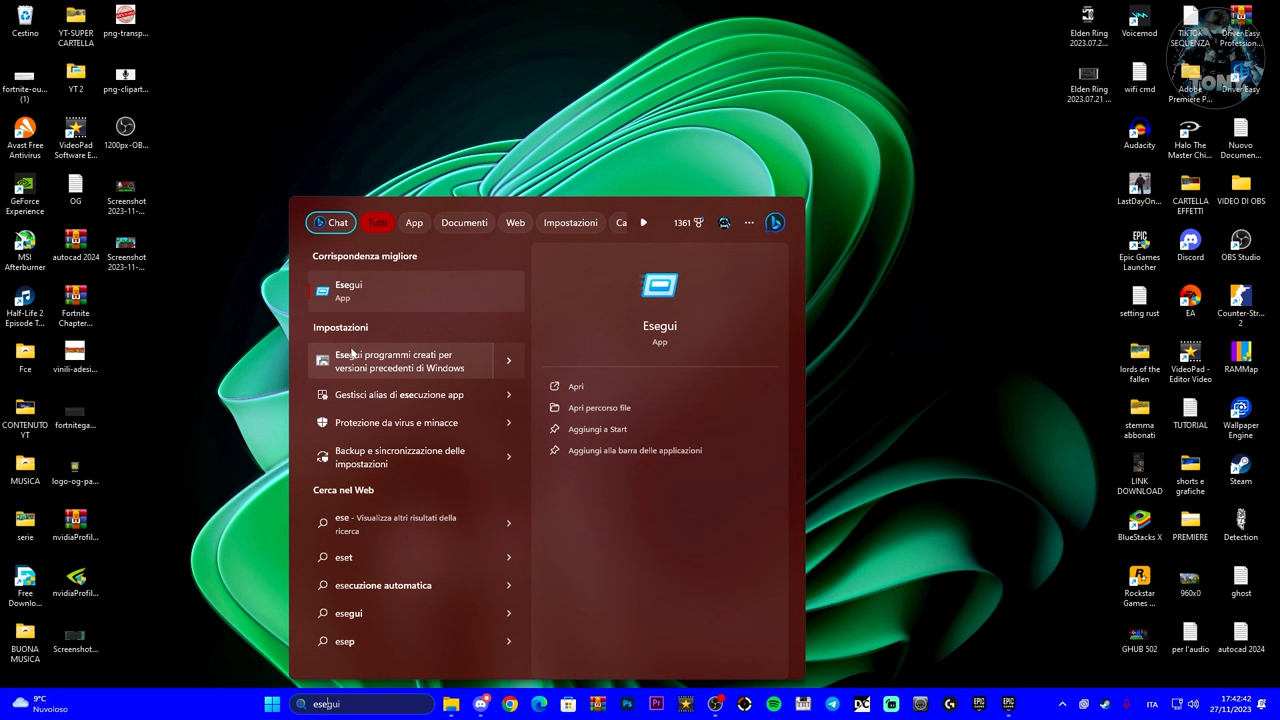 Cestino
YT-SUPER
CARTELLA
png-transp...
fortnite-ou...
(1)
YT 2
png-clipart...
Avast Free
Antivirus
VideoPad
Software E...
1200px-OB...
GeForce
Experience
OG
Screenshot
2023-11-...
MSI
Afterburner
autocad 2024
Screenshot
2023-11-...
Half-Life 2
Episode T...
Fortnite
Chapter...
Fce
vinili-adesi...
CONTENUTO
YT
fortnitega...
MUSICA
logo-og-pa...
serie
nvidiaProfil...
Free
Downlo...
nvidiaProfil...
BUONA
MUSICA
Screenshot...
Chat
Tutti
App
Documenti
Web
Impostazioni
Ca
1361
Corrispondenza migliore
Esegui
App
Impostazioni
Esegui programmi creati per
versioni precedenti di Windows
Gestisci alias di esecuzione app
Protezione da virus e minacce
Backup e sincronizzazione delle
impostazioni
Cerca nel Web
ese - Visualizza altri risultati della
ricerca
eset
esecuzione automatica
esegui
esep
Esegui
App
Apri
Apri percorso file
Aggiungi a Start
Aggiungi alla barra delle applicazioni
Elden Ring
2023.07.2...
Voicemod
TIKTOK
SEQUENZA
Driver Easy
Profession...
Elden Ring
2023.07.21 ...
wifi cmd
Adobe
Premiere P...
Driver Easy
TONY
Audacity
Halo The
Master Chi...
Nuovo
Documen...
LastDayOn...
CARTELLA
EFFETTI
VIDEO DI OBS
Epic Games
Launcher
Discord
OBS Studio
setting rust
EA
Counter-Str...
2
lords of the
fallen
VideoPad -
Editor Video
RAMMap
stemma
abbonati
TUTORIAL
Wallpaper
Engine
LINK
DOWNLOAD
shorts e
grafiche
Steam
BlueStacks X
PREMIERE
Detection
Rockstar
Games ...
960x0
ghost
GHUB 502
per l'audio
autocad 2024
9°C
Nuvoloso
esegui
ITA
17:42:42
27/11/2023